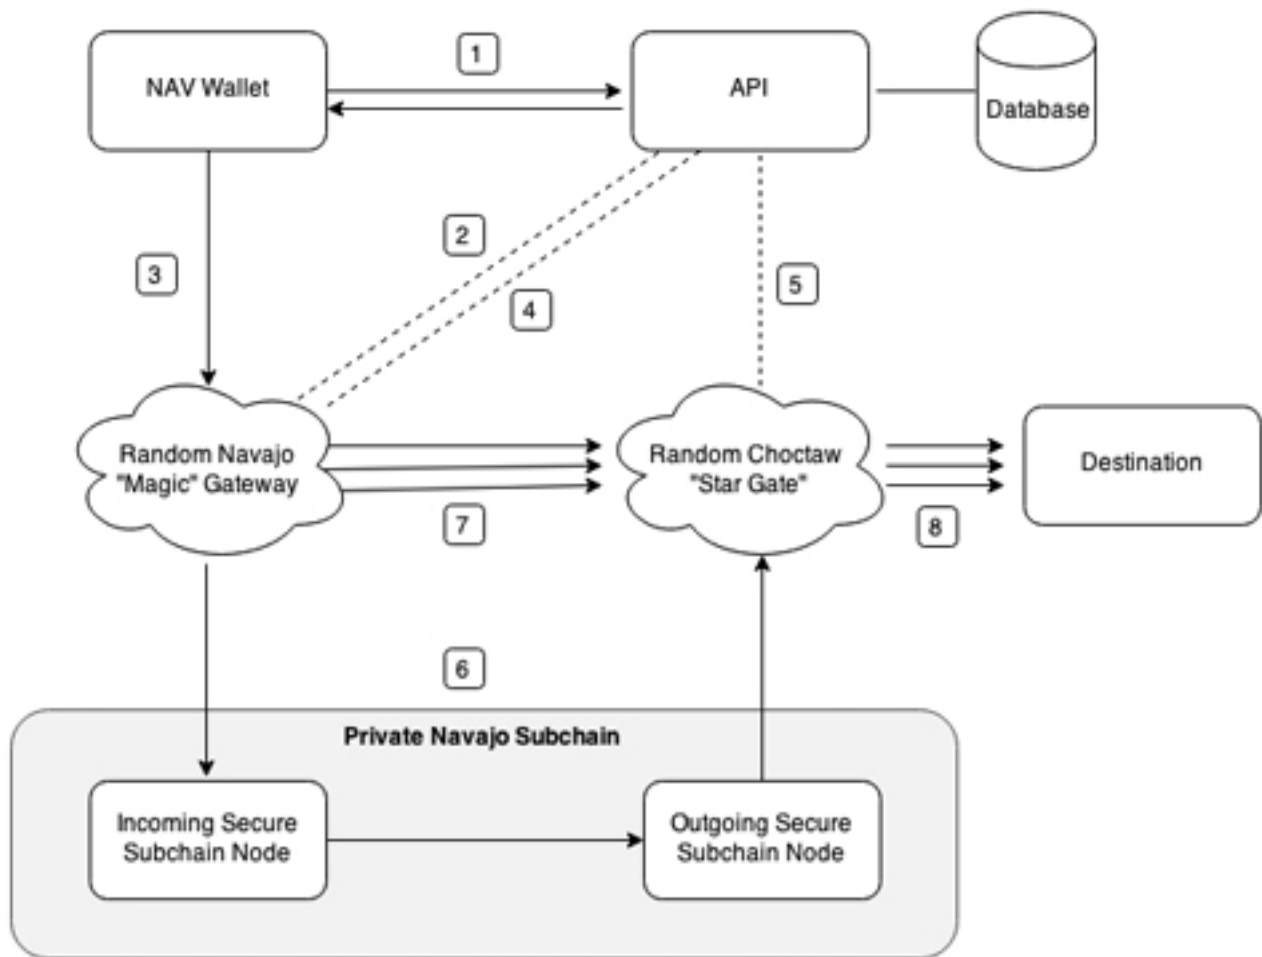 1
NAV Wallet
API
Database
2
3
4
5
Random Navajo
"Magic" Gateway
Random Choctaw
"Star Gate"
Destination
7
8
6
Private Navajo Subchain
Incoming Secure
Subchain Node
Outgoing Secure
Subchain Node